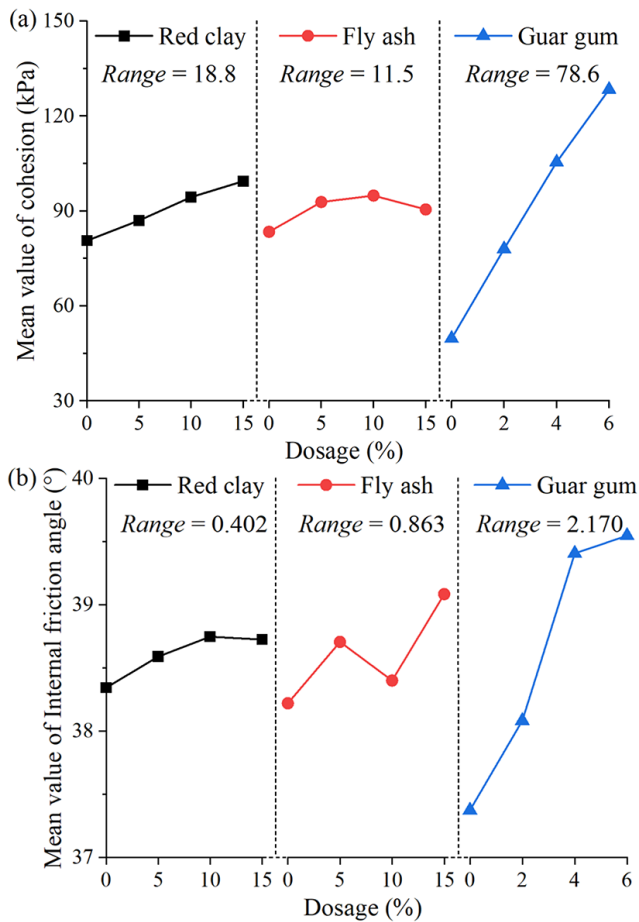 (a)
Red clay Fly ash Guar gum
Range = 18.8 Range = 11.5 Range = 78.6
Mean value of cohesion (kPa)
150
120
90
60
30
0 5 10 15 0 5 10 15 0 2 4 6
Dosage (%)
(b)
Red clay Fly ash Guar gum
Range = 0.402 Range = 0.863 Range = 2.170
Mean value of Internal friction angle (°)
40
39
38
37
0 5 10 15 0 5 10 15 0 2 4 6
Dosage (%)